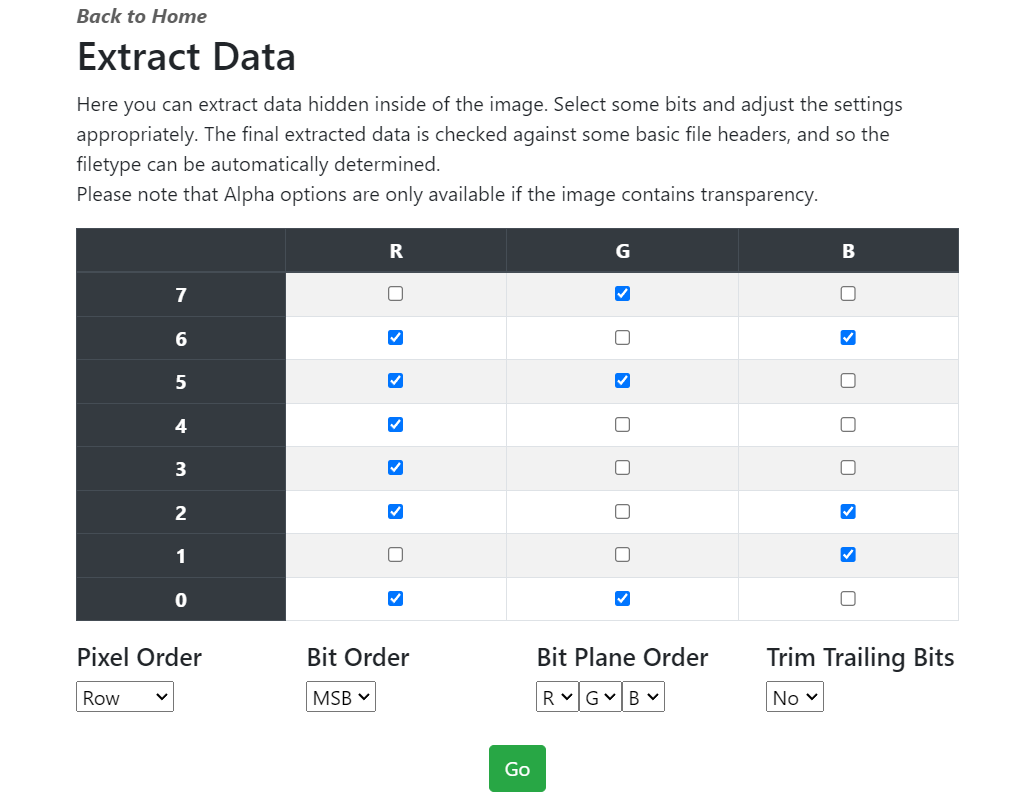 Back to Home
Extract Data
Here you can extract data hidden inside of the image. Select some bits and adjust the settings
appropriately. The final extracted data is checked against some basic file headers, and so the
filetype can be automatically determined.
Please note that Alpha options are only available if the image contains transparency.
R G B
7
6
5
4
3
2
1
0
Pixel Order Bit Order Bit Plane Order Trim Trailing Bits
Row MSB R G B No
Go